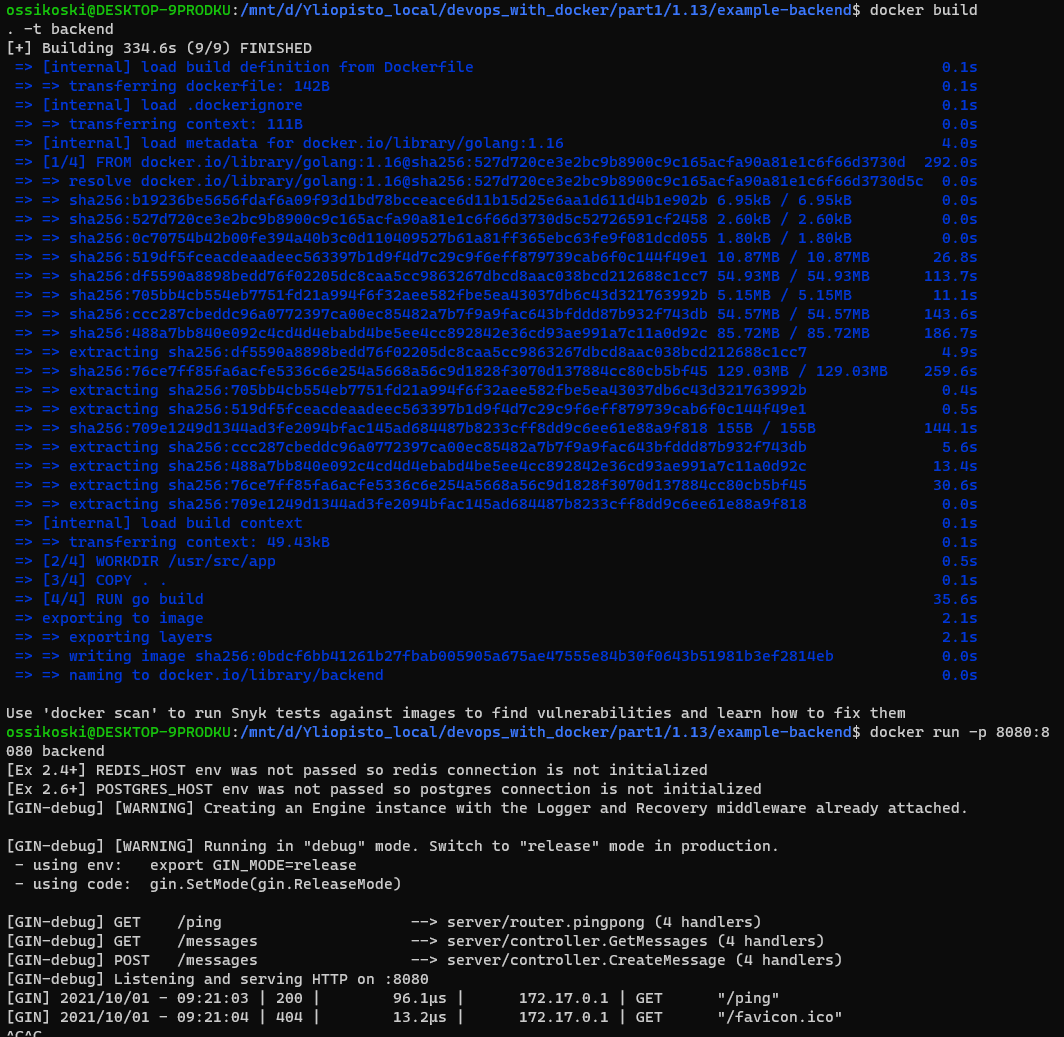 ossikoski@DESKTOP-9PRODKU:/mnt/d/Yliopisto_local/devops_with_docker/part1/1.13/example-backend$ docker build
. -t backend
[+] Building 334.6s (9/9) FINISHED
=> [internal] load build definition from Dockerfile 0.1s
=> => transferring dockerfile: 142B 0.1s
=> [internal] load .dockerignore 0.1s
=> => transferring context: 111B 0.0s
=> [internal] load metadata for docker.io/library/golang:1.16 4.0s
=> [1/4] FROM docker.io/library/golang:1.16@sha256:527d720ce3e2bc9b8900c9c165acfa90a81e1c6f66d3730d 292.0s
=> => resolve docker.io/library/golang:1.16@sha256:527d720ce3e2bc9b8900c9c165acfa90a81e1c6f66d3730d5c 0.0s
=> => sha256:b19236be5656fdaf6a09f93d1bd78bcceace6d11b15d25e6aa1d611d4b1e902b 6.95kB / 6.95kB 0.0s
=> => sha256:527d720ce3e2bc9b8900c9c165acfa90a81e1c6f66d3730d5c52726591cf2458 2.60kB / 2.60kB 0.0s
=> => sha256:0c70754b42b00fe394a40b3c0d110409527b61a81ff365ebc63fe9f081dcd055 1.80kB / 1.80kB 0.0s
=> => sha256:519df5fceacdeaadeec563397b1d9f4d7c29c9f6eff879739cab6f0c144f49e1 10.87MB / 10.87MB 26.8s
=> => sha256:df5590a8898bedd76f02205dc8caa5cc9863267dbcd8aac038bcd212688c1cc7 54.93MB / 54.93MB 113.7s
=> => sha256:705bb4cb554eb7751fd21a994f6f32aee582fbe5ea43037db6c43d321763992b 5.15MB / 5.15MB 11.1s
=> => sha256:ccc287cbeddc96a0772397ca00ec85482a7b7f9a9fac643bfddd87b932f743db 54.57MB / 54.57MB 143.6s
=> => sha256:488a7bb840e092c4cd4d4ebabd4be5ee4cc892842e36cd93ae991a7c11a0d92c 85.72MB / 85.72MB 186.7s
=> => extracting sha256:df5590a8898bedd76f02205dc8caa5cc9863267dbcd8aac038bcd212688c1cc7 4.9s
=> => sha256:76ce7ff85fa6acfe5336c6e254a5668a56c9d1828f3070d137884cc80cb5bf45 129.03MB / 129.03MB 259.6s
=> => extracting sha256:705bb4cb554eb7751fd21a994f6f32aee582fbe5ea43037db6c43d321763992b 0.4s
=> => extracting sha256:519df5fceacdeaadeec563397b1d9f4d7c29c9f6eff879739cab6f0c144f49e1 0.5s
=> => sha256:709e1249d1344ad3fe2094bfac145ad684487b8233cff8dd9c6ee61e88a9f818 155B / 155B 144.1s
=> => extracting sha256:ccc287cbeddc96a0772397ca00ec85482a7b7f9a9fac643bfddd87b932f743db 5.6s
=> => extracting sha256:488a7bb840e092c4cd4d4ebabd4be5ee4cc892842e36cd93ae991a7c11a0d92c 13.4s
=> => extracting sha256:76ce7ff85fa6acfe5336c6e254a5668a56c9d1828f3070d137884cc80cb5bf45 30.6s
=> => extracting sha256:709e1249d1344ad3fe2094bfac145ad684487b8233cff8dd9c6ee61e88a9f818 0.0s
=> [internal] load build context 0.1s
=> => transferring context: 49.43kB 0.1s
=> [2/4] WORKDIR /usr/src/app 0.5s
=> [3/4] COPY . . 0.1s
=> [4/4] RUN go build 35.6s
=> exporting to image 2.1s
=> => exporting layers 2.1s
=> => writing image sha256:0bdcf6bb41261b27fbab005905a675ae47555e84b30f0643b51981b3ef2814eb 0.0s
=> => naming to docker.io/library/backend 0.0s
Use 'docker scan' to run Snyk tests against images to find vulnerabilities and learn how to fix them
ossikoski@DESKTOP-9PRODKU:/mnt/d/Yliopisto_local/devops_with_docker/part1/1.13/example-backend$ docker run -p 8080:8
080 backend
[Ex 2.4+] REDIS_HOST env was not passed so redis connection is not initialized
[Ex 2.6+] POSTGRES_HOST env was not passed so postgres connection is not initialized
[GIN-debug] [WARNING] Creating an Engine instance with the Logger and Recovery middleware already attached.
[GIN-debug] [WARNING] Running in "debug" mode. Switch to "release" mode in production.
- using env: export GIN_MODE=release
- using code: gin.SetMode(gin.ReleaseMode)
[GIN-debug] GET /ping --> server/router.pingpong (4 handlers)
[GIN-debug] GET /messages --> server/controller.GetMessages (4 handlers)
[GIN-debug] POST /messages --> server/controller.CreateMessage (4 handlers)
[GIN-debug] Listening and serving HTTP on :8080
[GIN] 2021/10/01 - 09:21:03 | 200 | 96.1µs | 172.17.0.1 | GET "/ping"
[GIN] 2021/10/01 - 09:21:04 | 404 | 13.2µs | 172.17.0.1 | GET "/favicon.ico"
^C^C